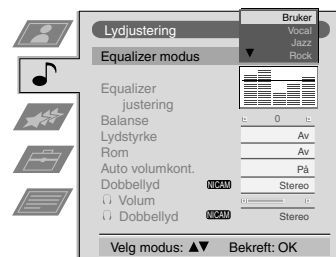 Lydjustering
Bruker
Vocal
Jazz
Rock
Equalizer modus
Equalizer
justering
Balanse 0
Lydstyrke Av
Rom Av
Auto volumkont. På
Dobbellyd NICAM Stereo
Volum
Dobbellyd NICAM Stereo
Velg modus: ▲▼ Bekreft: OK